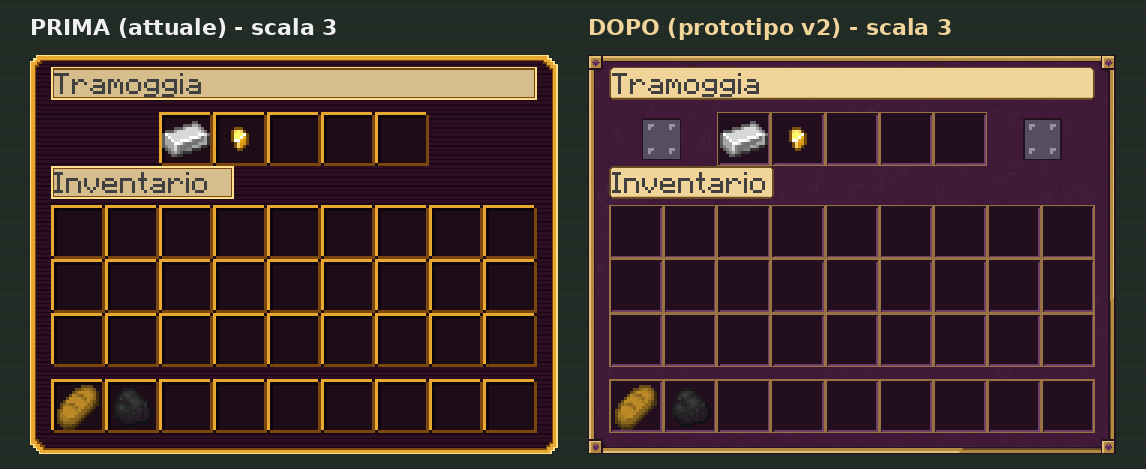 PRIMA (attuale) - scala 3
DOPO (prototipo v2) - scala 3
Tramoggia
Tramoggia
Inventario
Inventario